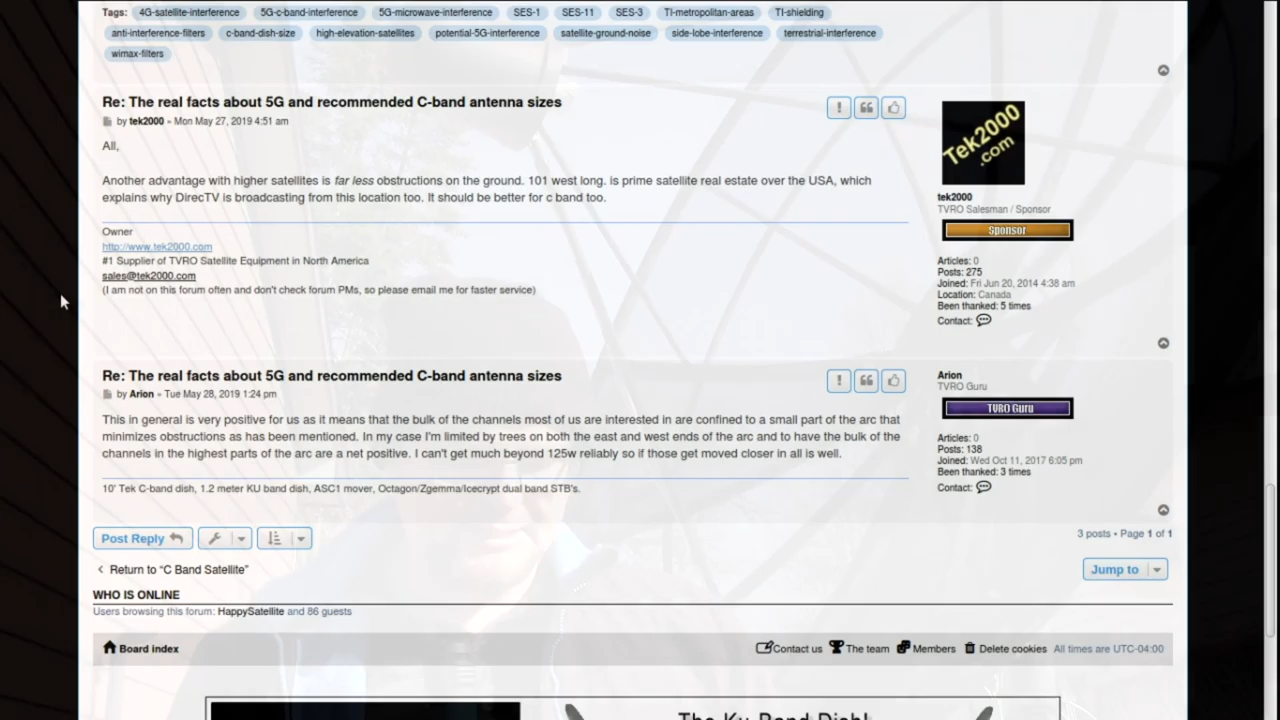 Tags: 4G-satellite-interference 5G-c-band-interference 5G-microwave-interference SES-1 SES-11 SES-3 TI-metropolitan-areas TI-shielding
anti-interference-filters c-band-dish-size high-elevation-satellites potential-5G-interference satellite-ground-noise side-lobe-interference terrestrial-interference
wimax-filters
Re: The real facts about 5G and recommended C-band antenna sizes
by tek2000 » Mon May 27, 2019 4:51 am
All,
Another advantage with higher satellites is far less obstructions on the ground. 101 west long. is prime satellite real estate over the USA, which
explains why DirecTV is broadcasting from this location too. It should be better for c band too.
Owner
http://www.tek2000.com
#1 Supplier of TVRO Satellite Equipment in North America
sales@tek2000.com
(I am not on this forum often and don't check forum PMs, so please email me for faster service)
Tek2000
.com
tek2000
TVRO Salesman / Sponsor
Sponsor
Articles: 0
Posts: 275
Joined: Fri Jun 20, 2014 4:38 am
Location: Canada
Been thanked: 5 times
Contact:
Re: The real facts about 5G and recommended C-band antenna sizes
by Arion » Tue May 28, 2019 1:24 pm
This in general is very positive for us as it means that the bulk of the channels most of us are interested in are confined to a small part of the arc that
minimizes obstructions as has been mentioned. In my case I'm limited by trees on both the east and west ends of the arc and to have the bulk of the
channels in the highest parts of the arc are a net positive. I can't get much beyond 125w reliably so if those get moved closer in all is well.
10' Tek C-band dish, 1.2 meter KU band dish, ASC1 mover, Octagon/Zgemma/Icecrypt dual band STB's.
Arion
TVRO Guru
TVRO Guru
Articles: 0
Posts: 138
Joined: Wed Oct 11, 2017 6:05 pm
Been thanked: 3 times
Contact:
Post Reply
3 posts • Page 1 of 1
Return to "C Band Satellite"
Jump to
WHO IS ONLINE
Users browsing this forum: HappySatellite and 86 guests
Board index Contact us The team Members Delete cookies All times are UTC-04:00
The Ku-Band Dish!